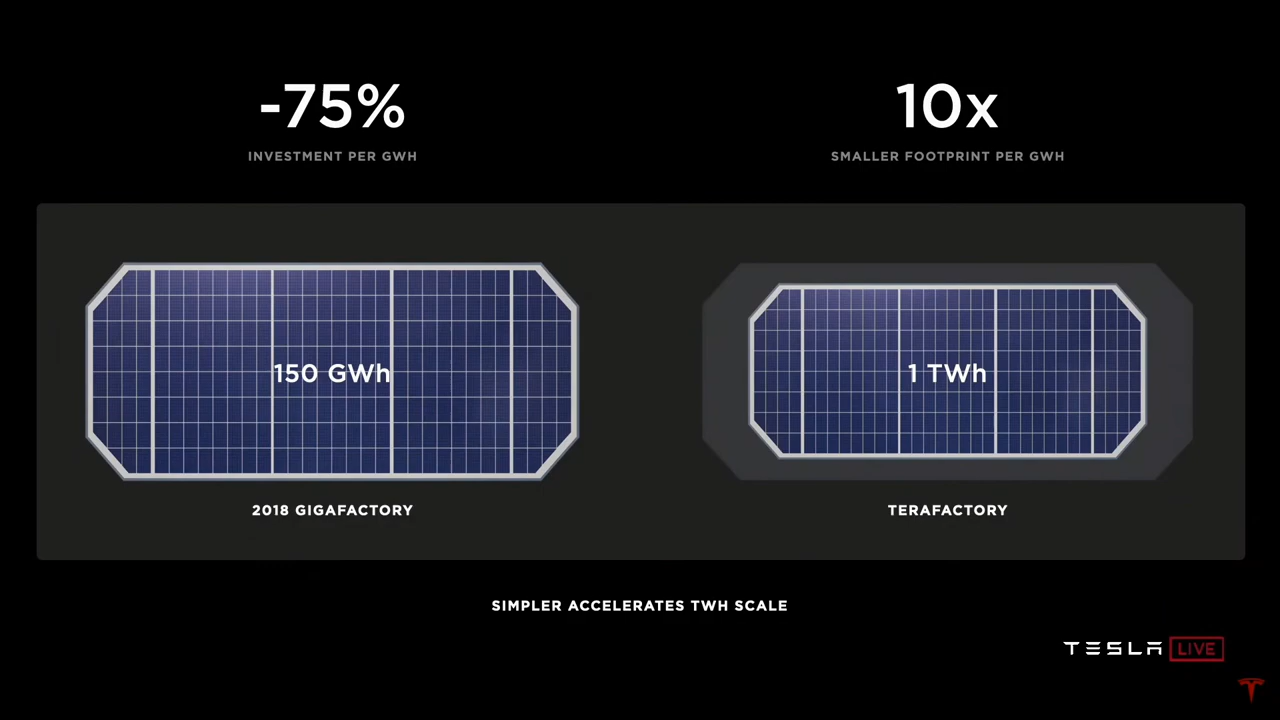 -75%
INVESTMENT PER GWH
10x
SMALLER FOOTPRINT PER GWH
150 GWh
2018 GIGAFACTORY
1 TWh
TERAFACTORY
SIMPLER ACCELERATES TWH SCALE
TESLA LIVE